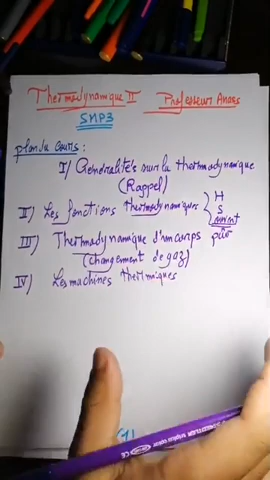 Thermodynamique II Professeur Anass
SMP3
plan du cours :
I/ Généralités sur la thermodynamique
(Rappel)
II) Les fonctions thermodynamiques { H
S
III) Thermodynamique d'un corps pur
(changement de gaz)
IV) Les machines thermiques
(1)